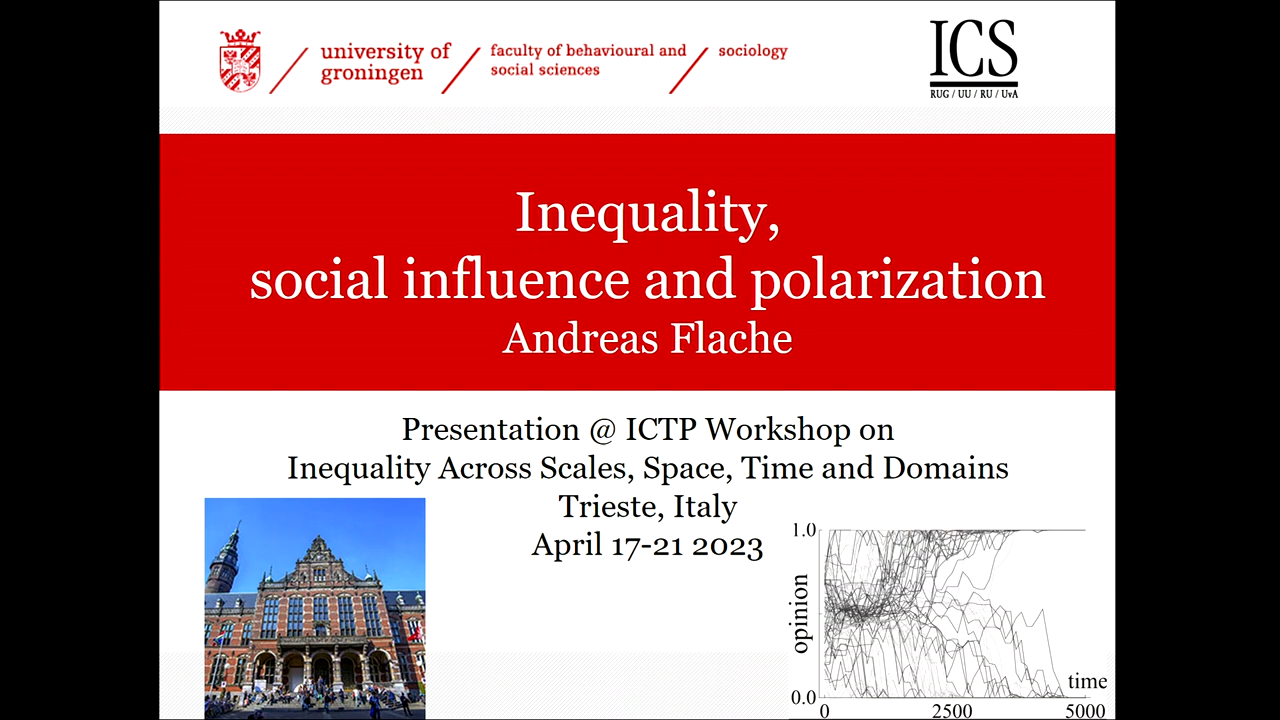 university of
groningen
faculty of behavioural and
social sciences
sociology
ICS
RUG / UU / RU / UvA
Inequality,
social influence and polarization
Andreas Flache
Presentation @ ICTP Workshop on
Inequality Across Scales, Space, Time and Domains
Trieste, Italy
April 17-21 2023
1.0
opinion
0.0
time
0
2500
5000